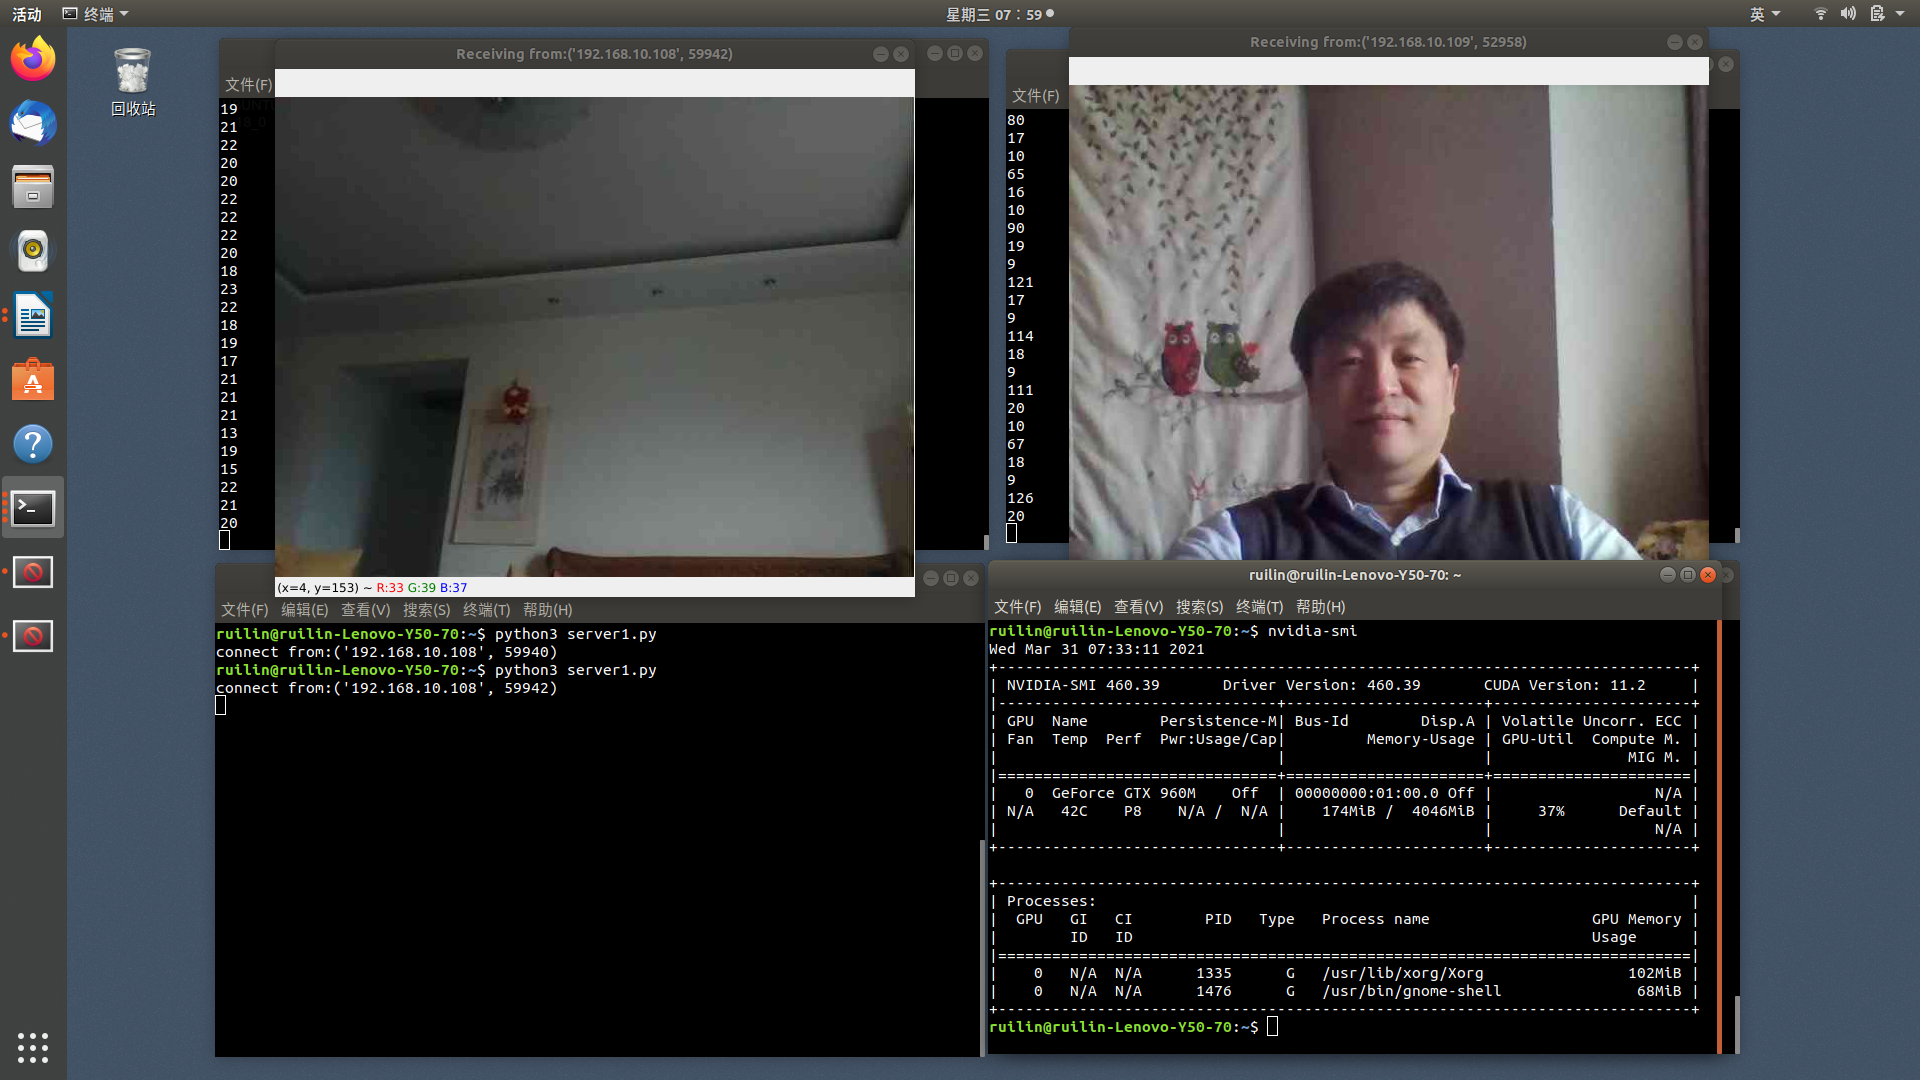 活动
终端
星期三 07：59
英
回收站
Receiving from:('192.168.10.108', 59942)
文件(F)
19
21
22
20
20
22
22
22
20
18
23
22
18
19
17
21
21
21
13
19
15
22
21
20
(x=4, y=153) ~ R:33 G:39 B:37
Receiving from:('192.168.10.109', 52958)
文件(F)
80
17
10
65
16
10
90
19
9
121
17
9
114
18
9
111
20
10
67
18
9
126
20
文件(F) 编辑(E) 查看(V) 搜索(S) 终端(T) 帮助(H)
ruilin@ruilin-Lenovo-Y50-70:~$ python3 server1.py
connect from:('192.168.10.108', 59940)
ruilin@ruilin-Lenovo-Y50-70:~$ python3 server1.py
connect from:('192.168.10.108', 59942)
ruilin@ruilin-Lenovo-Y50-70: ~
文件(F) 编辑(E) 查看(V) 搜索(S) 终端(T) 帮助(H)
ruilin@ruilin-Lenovo-Y50-70:~$ nvidia-smi
Wed Mar 31 07:33:11 2021
+-----------------------------------------------------------------------------+
| NVIDIA-SMI 460.39       Driver Version: 460.39       CUDA Version: 11.2     |
|-------------------------------+----------------------+----------------------+
| GPU  Name        Persistence-M| Bus-Id        Disp.A | Volatile Uncorr. ECC |
| Fan  Temp  Perf  Pwr:Usage/Cap|         Memory-Usage | GPU-Util  Compute M. |
|                               |                      |               MIG M. |
|===============================+======================+======================|
|   0  GeForce GTX 960M    Off  | 00000000:01:00.0 Off |                  N/A |
| N/A   42C    P8    N/A /  N/A |    174MiB /  4046MiB |     37%      Default |
|                               |                      |                  N/A |
+-------------------------------+----------------------+----------------------+
+-----------------------------------------------------------------------------+
| Processes:                                                                  |
|  GPU   GI   CI        PID   Type   Process name                  GPU Memory |
|        ID   ID                                                   Usage      |
|=============================================================================|
|    0   N/A  N/A      1335      G   /usr/lib/xorg/Xorg                102MiB |
|    0   N/A  N/A      1476      G   /usr/bin/gnome-shell               68MiB |
+-----------------------------------------------------------------------------+
ruilin@ruilin-Lenovo-Y50-70:~$